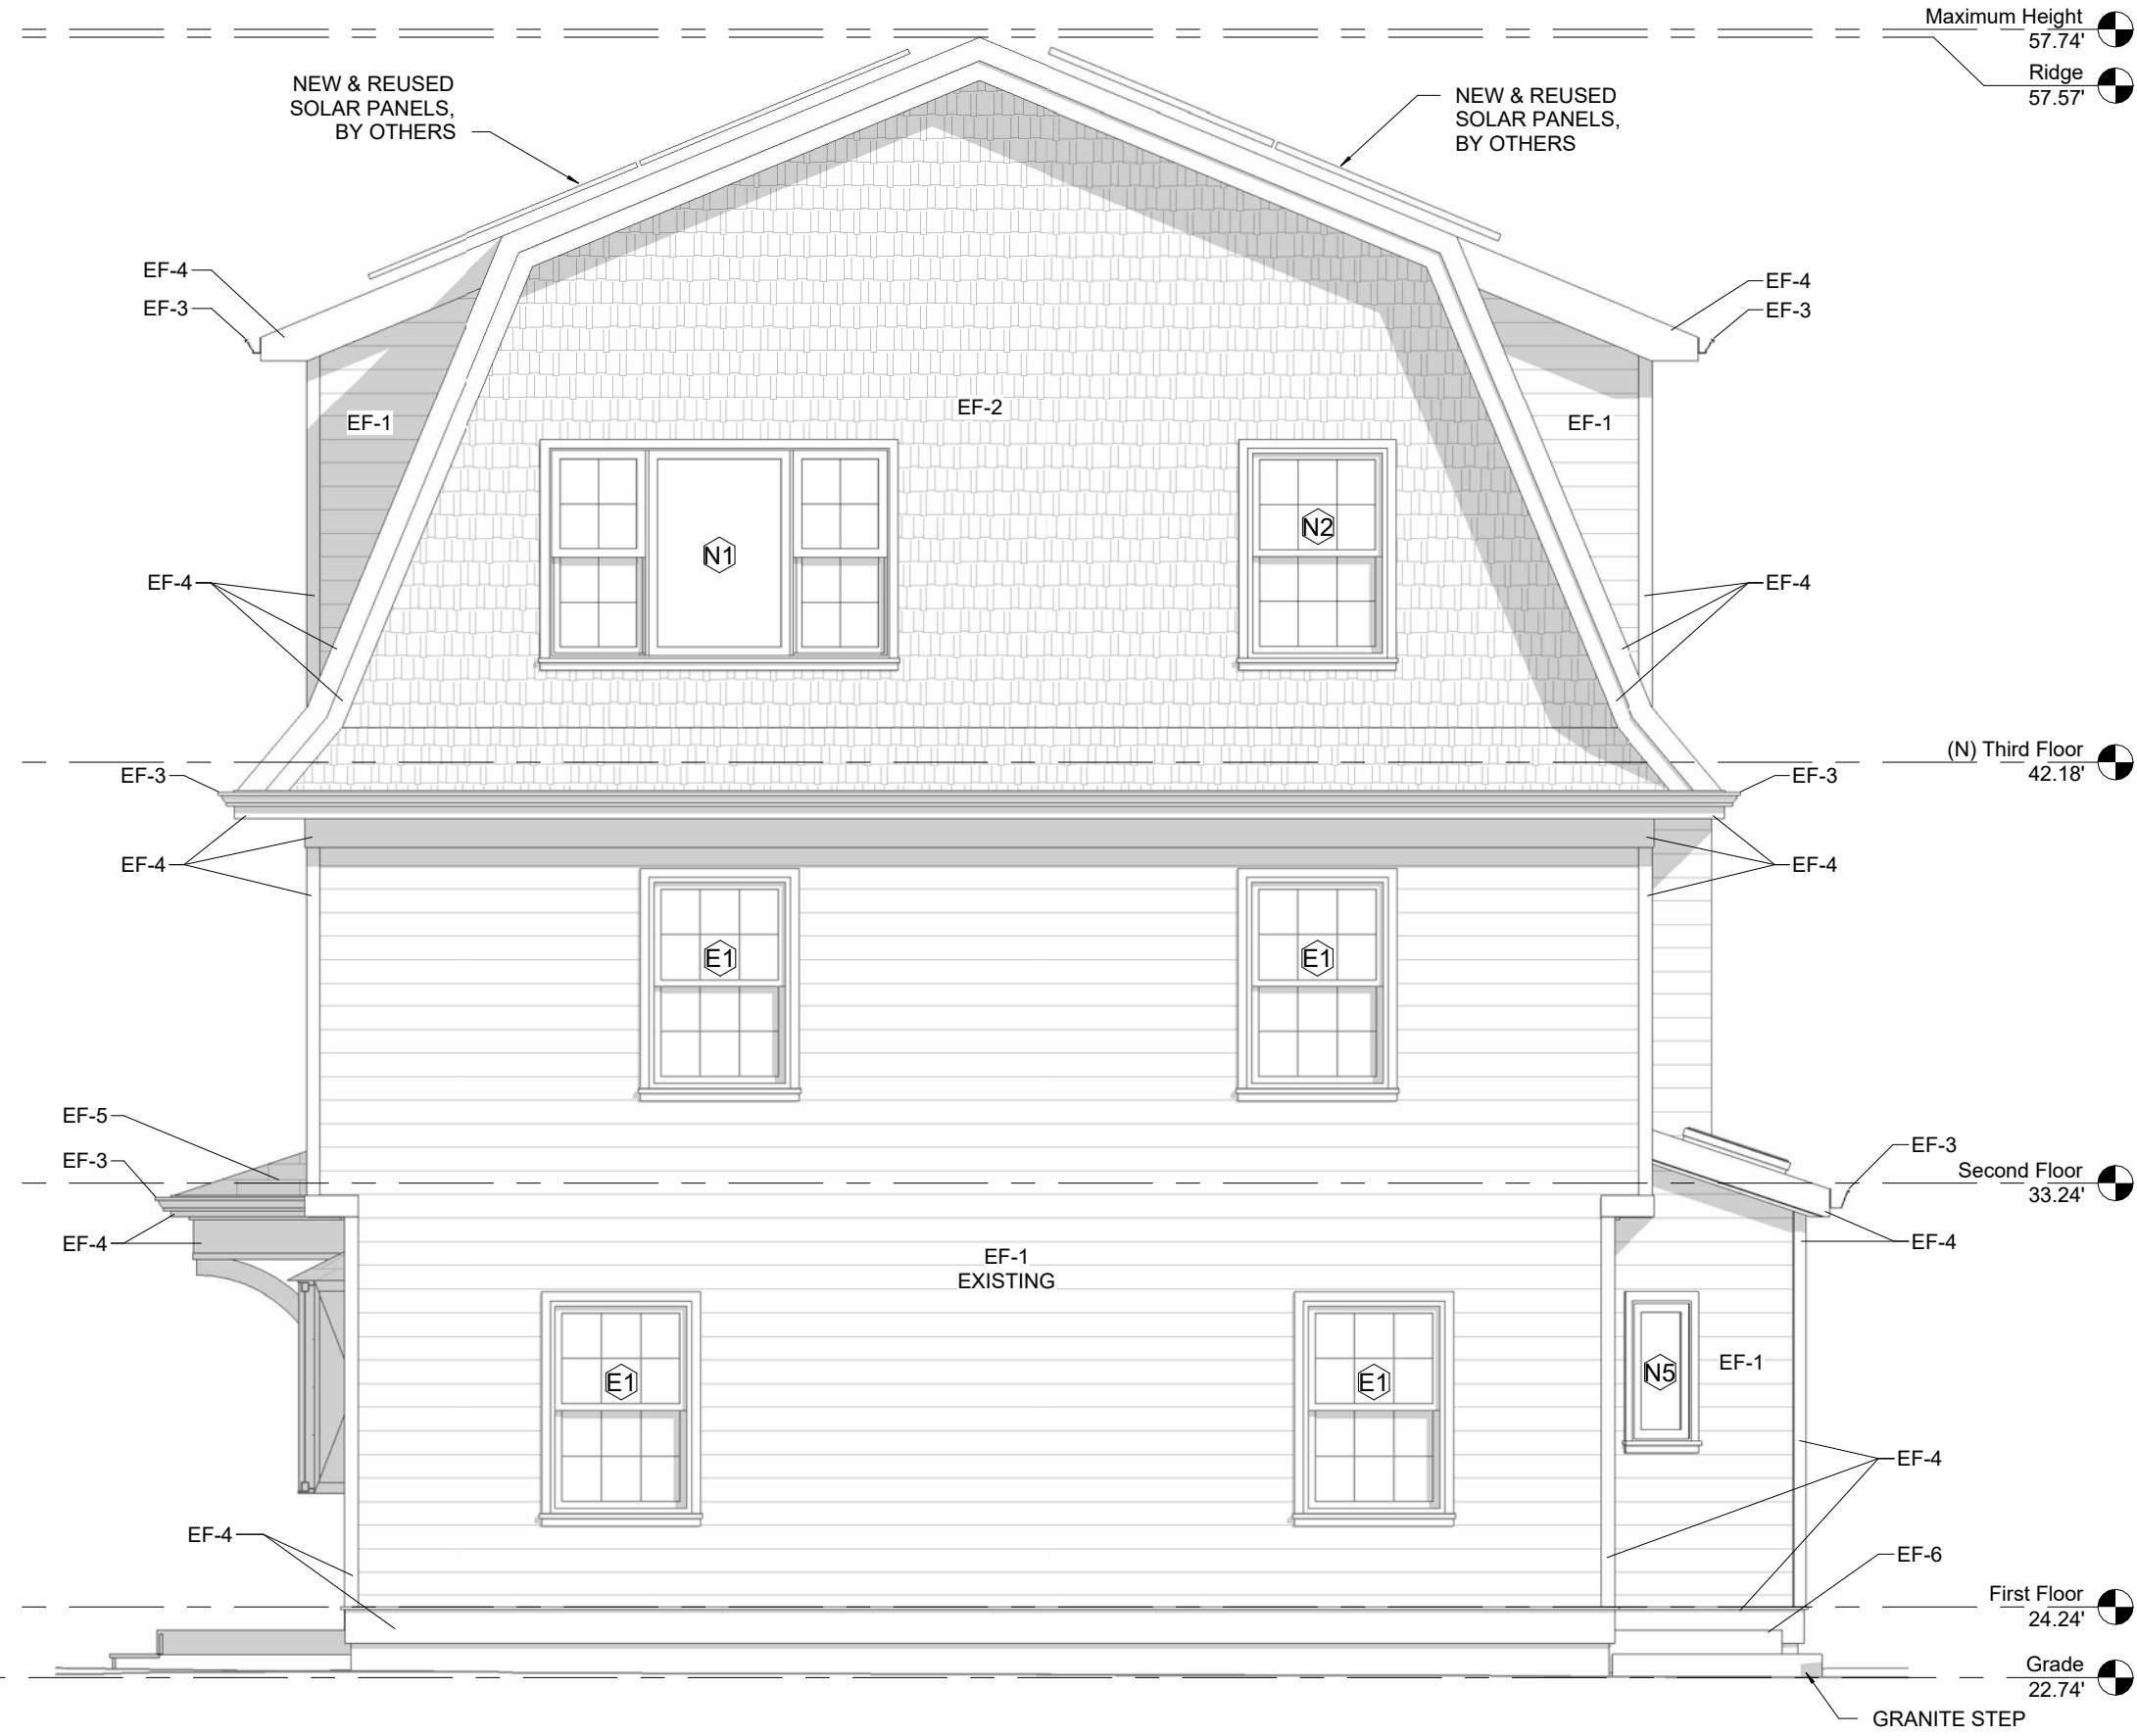 Maximum Height
57.74'
Ridge
57.57'
NEW & REUSED
SOLAR PANELS,
BY OTHERS
NEW & REUSED
SOLAR PANELS,
BY OTHERS
EF-4
EF-3
EF-4
EF-3
EF-1
EF-2
EF-1
N1
N2
EF-4
EF-4
(N) Third Floor
42.18'
EF-3
EF-3
EF-4
EF-4
E1
E1
EF-5
EF-3
EF-3
Second Floor
33.24'
EF-4
EF-4
EF-1
EXISTING
E1
E1
N5
EF-1
EF-4
EF-4
EF-6
First Floor
24.24'
Grade
22.74'
GRANITE STEP